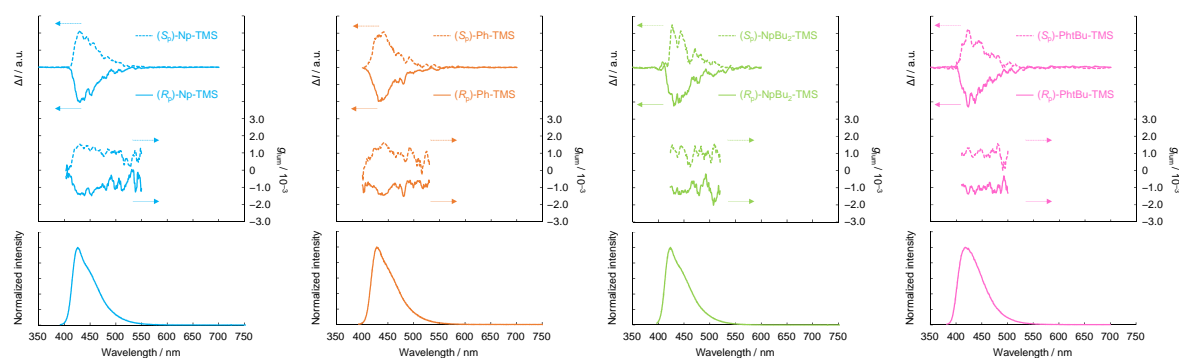 ΔI / a.u.
(Sp)-Np-TMS
(Rp)-Np-TMS
3.0
2.0
1.0
0
−1.0
−2.0
−3.0
glum / 10−3
Normalized intensity
350 400 450 500 550 600 650 700 750
Wavelength / nm
ΔI / a.u.
(Sp)-Ph-TMS
(Rp)-Ph-TMS
3.0
2.0
1.0
0
−1.0
−2.0
−3.0
glum / 10−3
Normalized intensity
350 400 450 500 550 600 650 700 750
Wavelength / nm
ΔI / a.u.
(Sp)-NpBu2-TMS
(Rp)-NpBu2-TMS
3.0
2.0
1.0
0
−1.0
−2.0
−3.0
glum / 10−3
Normalized intensity
350 400 450 500 550 600 650 700 750
Wavelength / nm
ΔI / a.u.
(Sp)-PhtBu-TMS
(Rp)-PhtBu-TMS
3.0
2.0
1.0
0
−1.0
−2.0
−3.0
glum / 10−3
Normalized intensity
350 400 450 500 550 600 650 700 750
Wavelength / nm